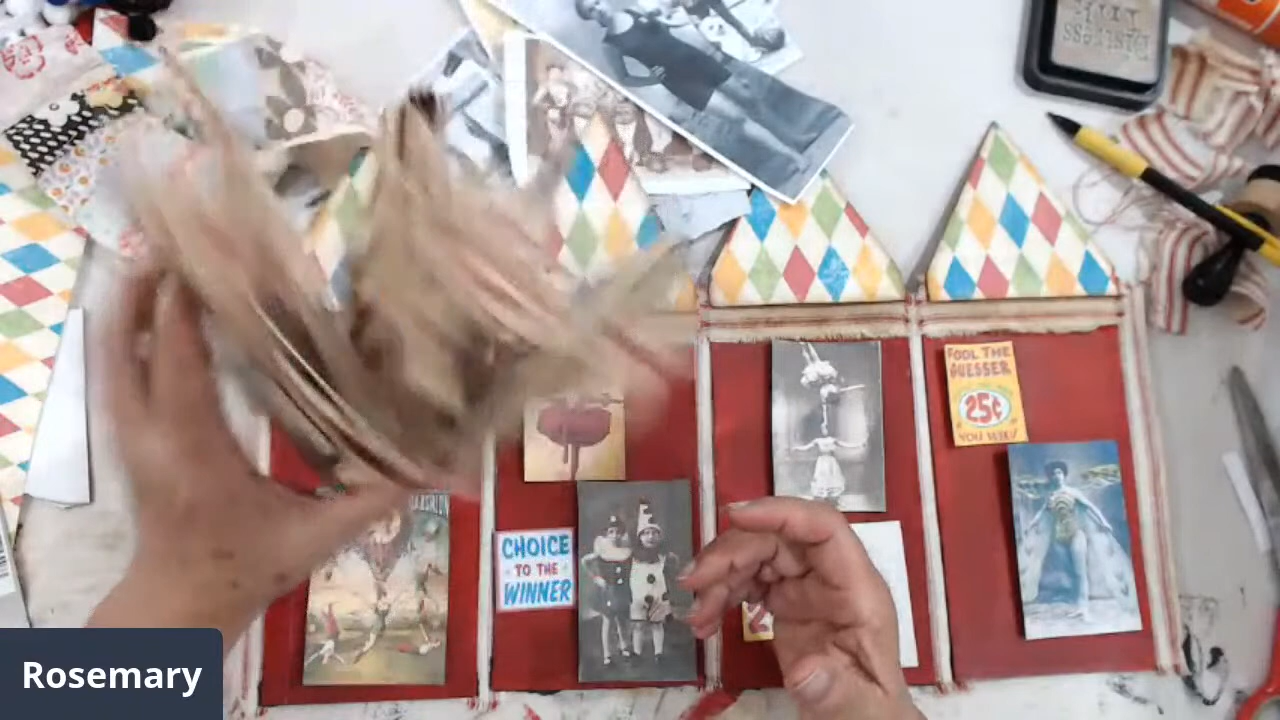 FOOL THE
GUESSER
25¢
YOU WIN!
CHOICE
TO THE
WINNER
Rosemary